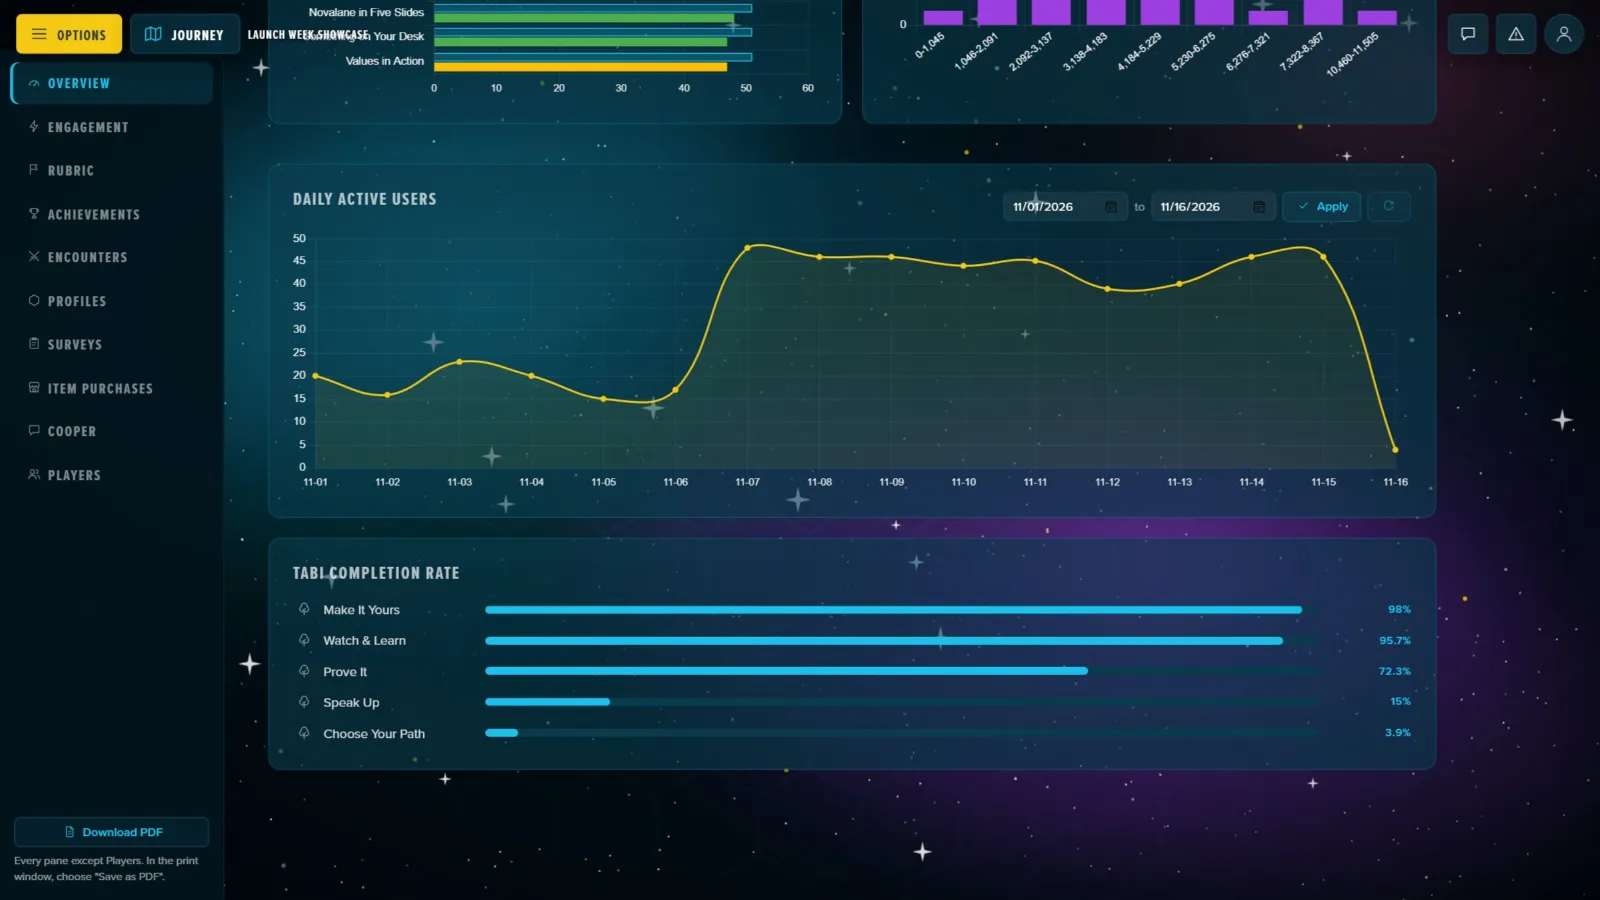 OPTIONS
JOURNEY
LAUNCH WEEK SHOWCASE
OVERVIEW
ENGAGEMENT
RUBRIC
ACHIEVEMENTS
ENCOUNTERS
PROFILES
SURVEYS
ITEM PURCHASES
COOPER
PLAYERS
Download PDF
Every pane except Players. In the print
window, choose "Save as PDF".
Novalane in Five Slides
Your Desk
Values in Action
0 10 20 30 40 50 60
0
0-1,045 1,046-2,091 2,092-3,137 3,138-4,183 4,184-5,229 5,230-6,275 6,276-7,321 7,322-8,367 10,460-11,505
DAILY ACTIVE USERS
11/01/2026 to 11/16/2026 Apply
50
45
40
35
30
25
20
15
10
5
0
11-01 11-02 11-03 11-04 11-05 11-06 11-07 11-08 11-09 11-10 11-11 11-12 11-13 11-14 11-15 11-16
TABI COMPLETION RATE
Make It Yours 98%
Watch & Learn 95.7%
Prove It 72.3%
Speak Up 15%
Choose Your Path 3.9%